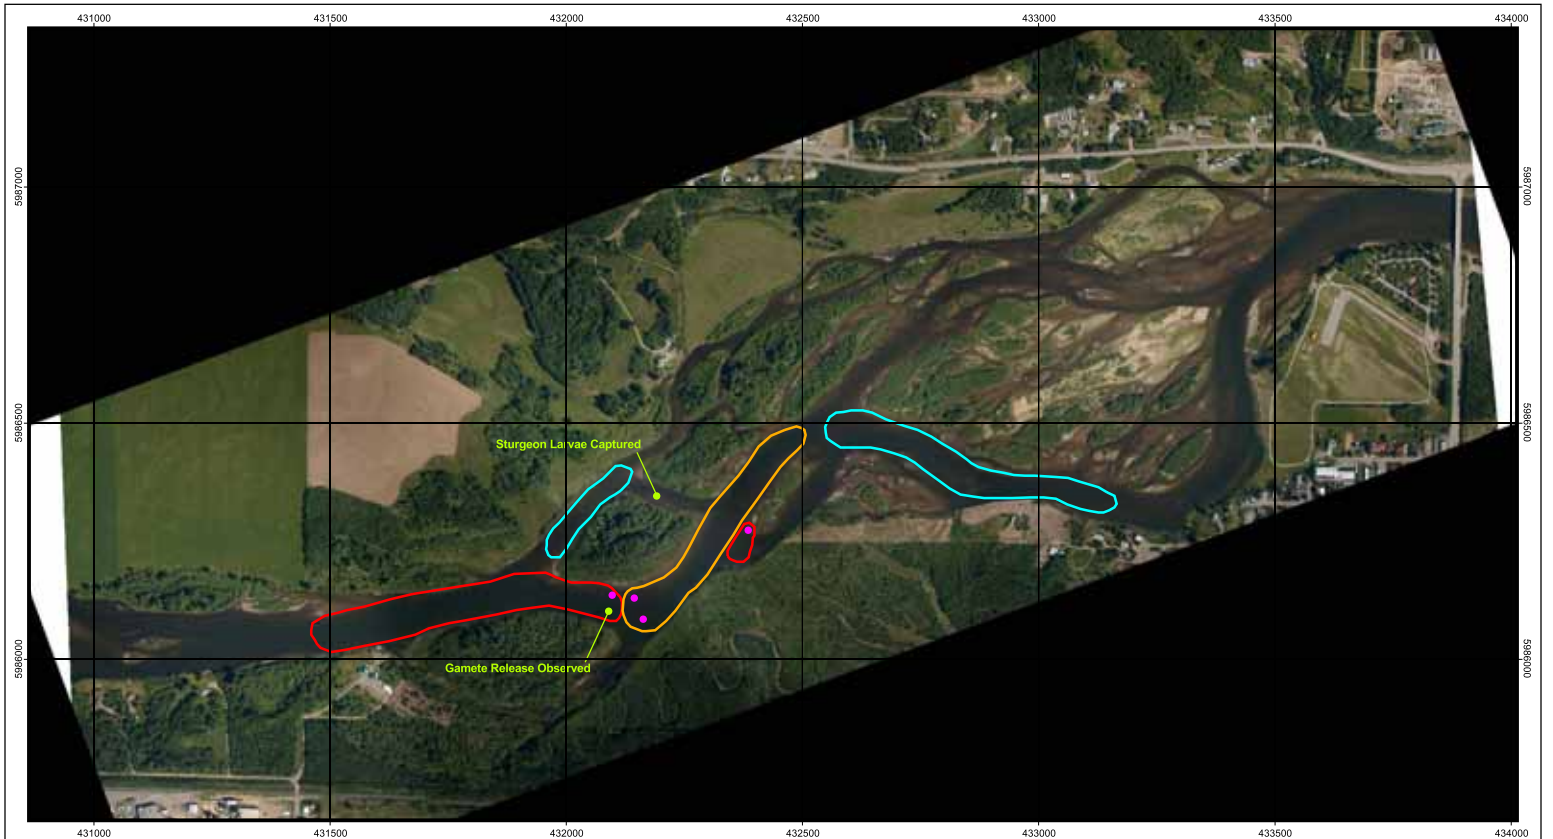 431000 431500 432000 432500 433000 433500 434000
5987000 5987000
5986500 5986500
Sturgeon Larvae Captured
5986000 5986000
Gamete Release Observed
431000 431500 432000 432500 433000 433500 434000